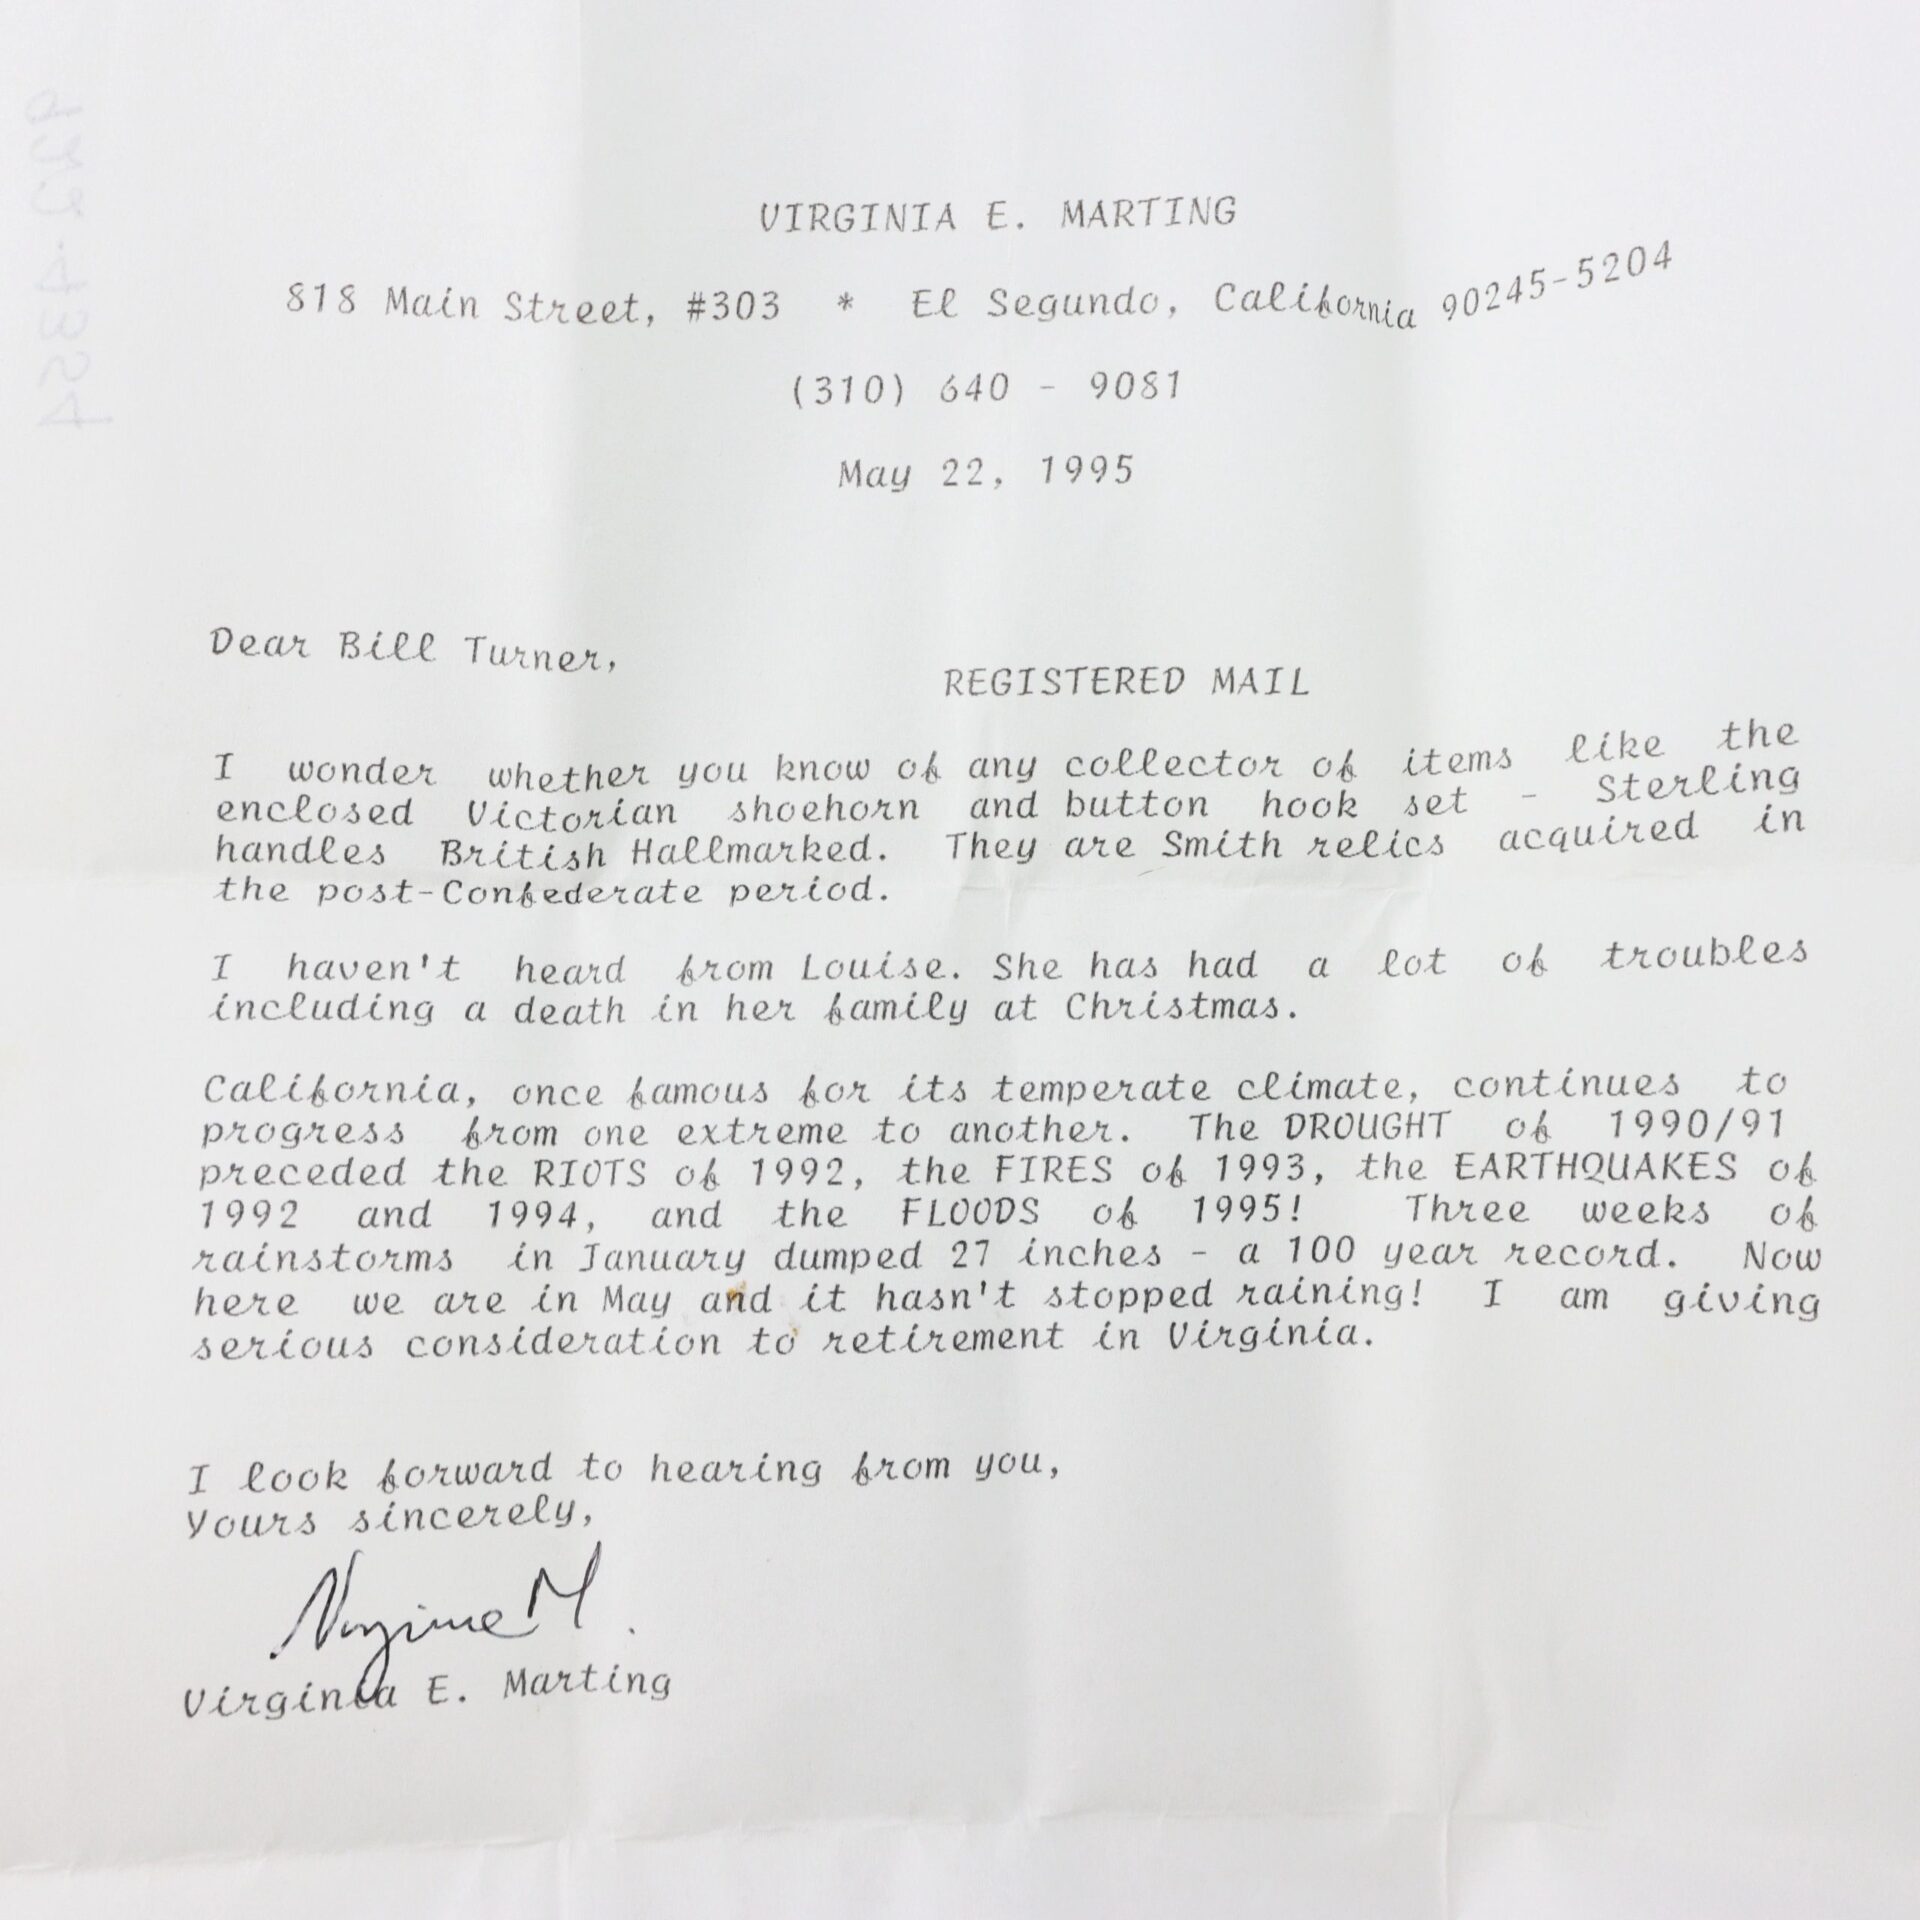 VIRGINIA E. MARTING
818 Main Street, #303 * El Segundo, California 90245-5204
(310) 640 - 9081
May 22, 1995
Dear Bill Turner,
REGISTERED MAIL
I wonder whether you know of any collector of items like the
enclosed Victorian shoehorn and button hook set - Sterling
handles British Hallmarked. They are Smith relics acquired in
the post-Confederate period.
I haven't heard from Louise. She has had a lot of troubles
including a death in her family at Christmas.
California, once famous for its temperate climate, continues to
progress from one extreme to another. The DROUGHT of 1990/91
preceded the RIOTS of 1992, the FIRES of 1993, the EARTHQUAKES of
1992 and 1994, and the FLOODS of 1995! Three weeks of
rainstorms in January dumped 27 inches - a 100 year record. Now
here we are in May and it hasn't stopped raining! I am giving
serious consideration to retirement in Virginia.
I look forward to hearing from you,
Yours sincerely,
Virginia M.
Virginia E. Marting